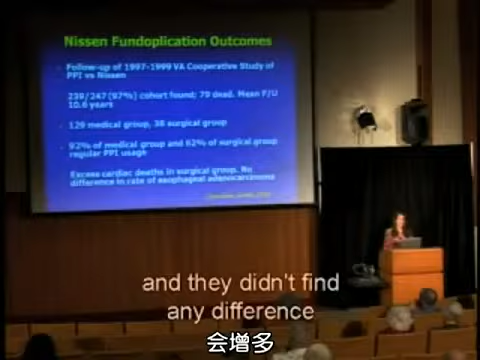 Nissen Fundoplication Outcomes
Follow-up of 1997-1999 VA Cooperative Study of
PPI vs Nissen
239/247 (97%) cohort found; 79 dead. Mean F/U
10.6 years
129 medical group, 38 surgical group
92% of medical group and 62% of surgical group
regular PPI usage
Excess cardiac deaths in surgical group. No
difference in rate of esophageal adenocarcinoma
and they didn't find
any difference
会增多